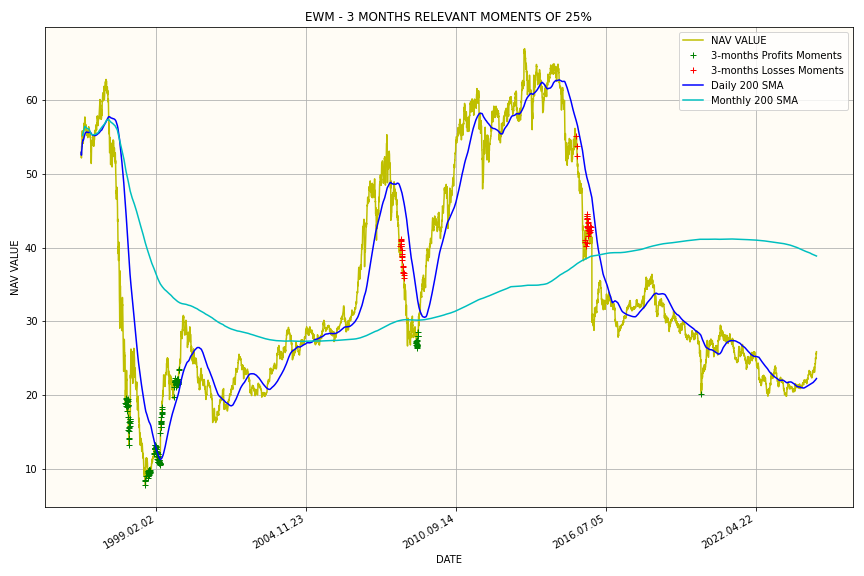 EWM - 3 MONTHS RELEVANT MOMENTS OF 25%
NAV VALUE
3-months Profits Moments
3-months Losses Moments
Daily 200 SMA
Monthly 200 SMA
NAV VALUE
60
50
40
30
20
10
1999.02.02
2004.11.23
2010.09.14
2016.07.05
2022.04.22
DATE